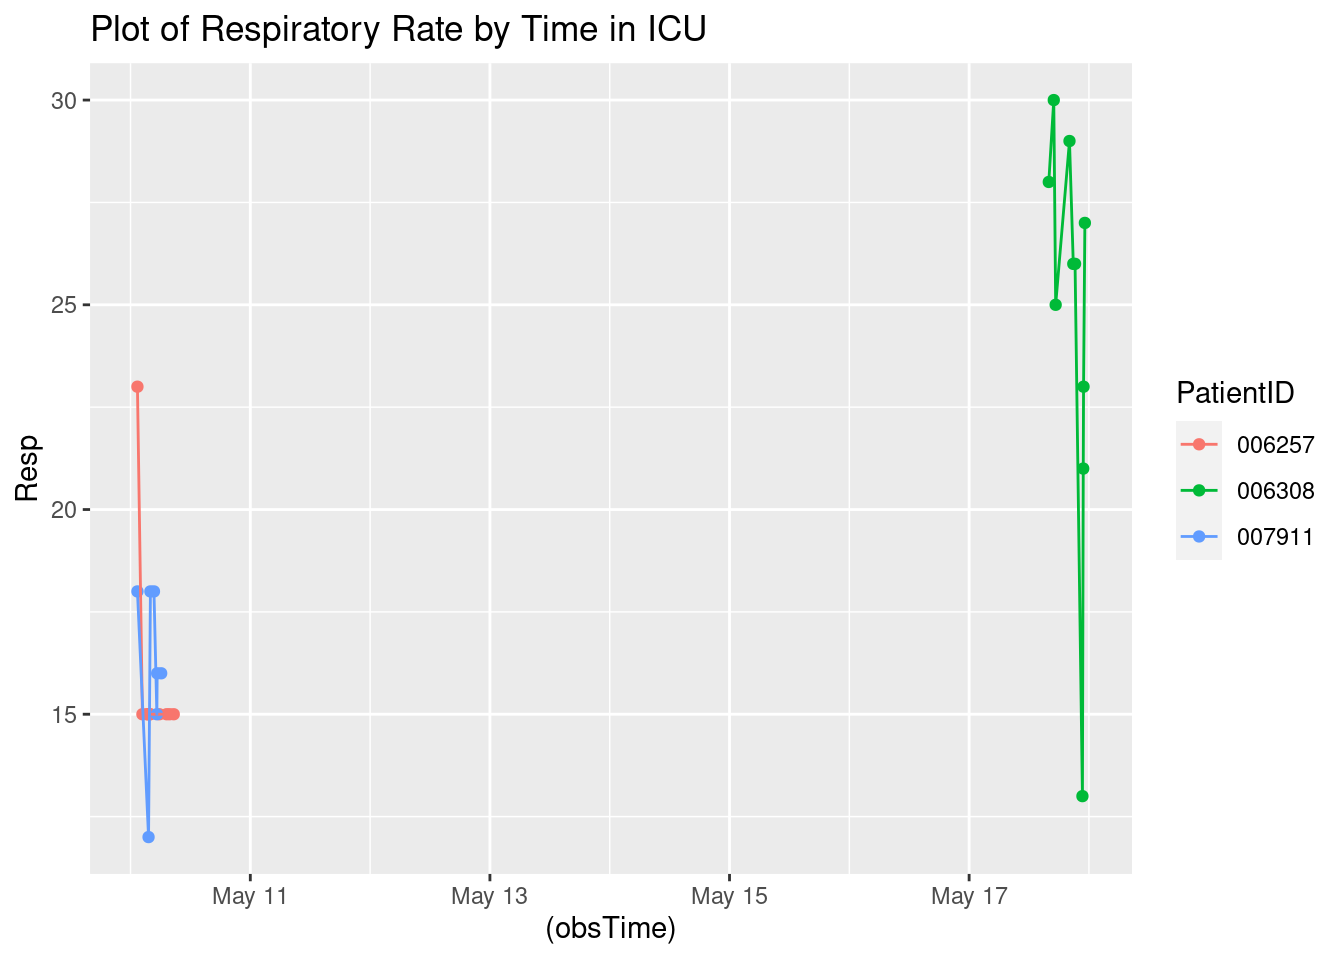 Plot of Respiratory Rate by Time in ICU
30
25
20
15
Resp
May 11
May 13
May 15
May 17
(obsTime)
PatientID
006257
006308
007911